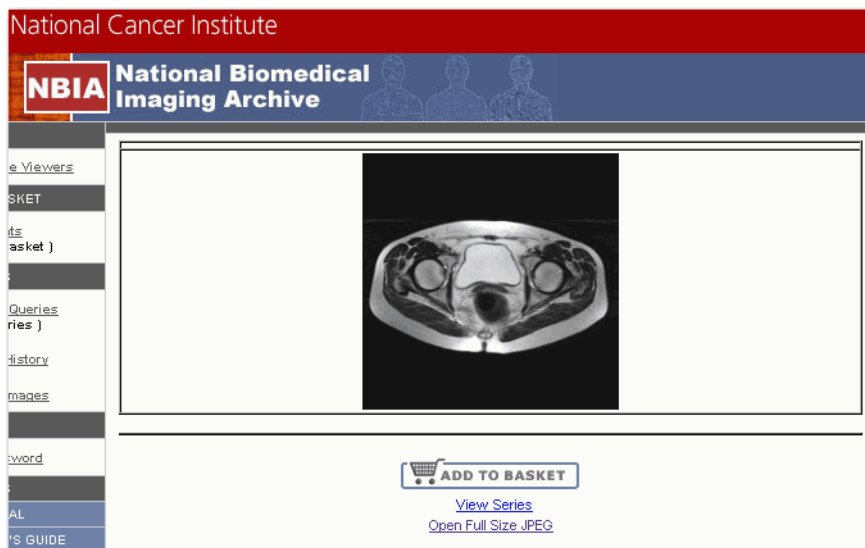 National Cancer Institute
NBIA
National Biomedical
Imaging Archive
e Viewers
SKET
its
asket )
Queries
ries )
History
mages
word
AL
'S GUIDE
ADD TO BASKET
View Series
Open Full Size JPEG